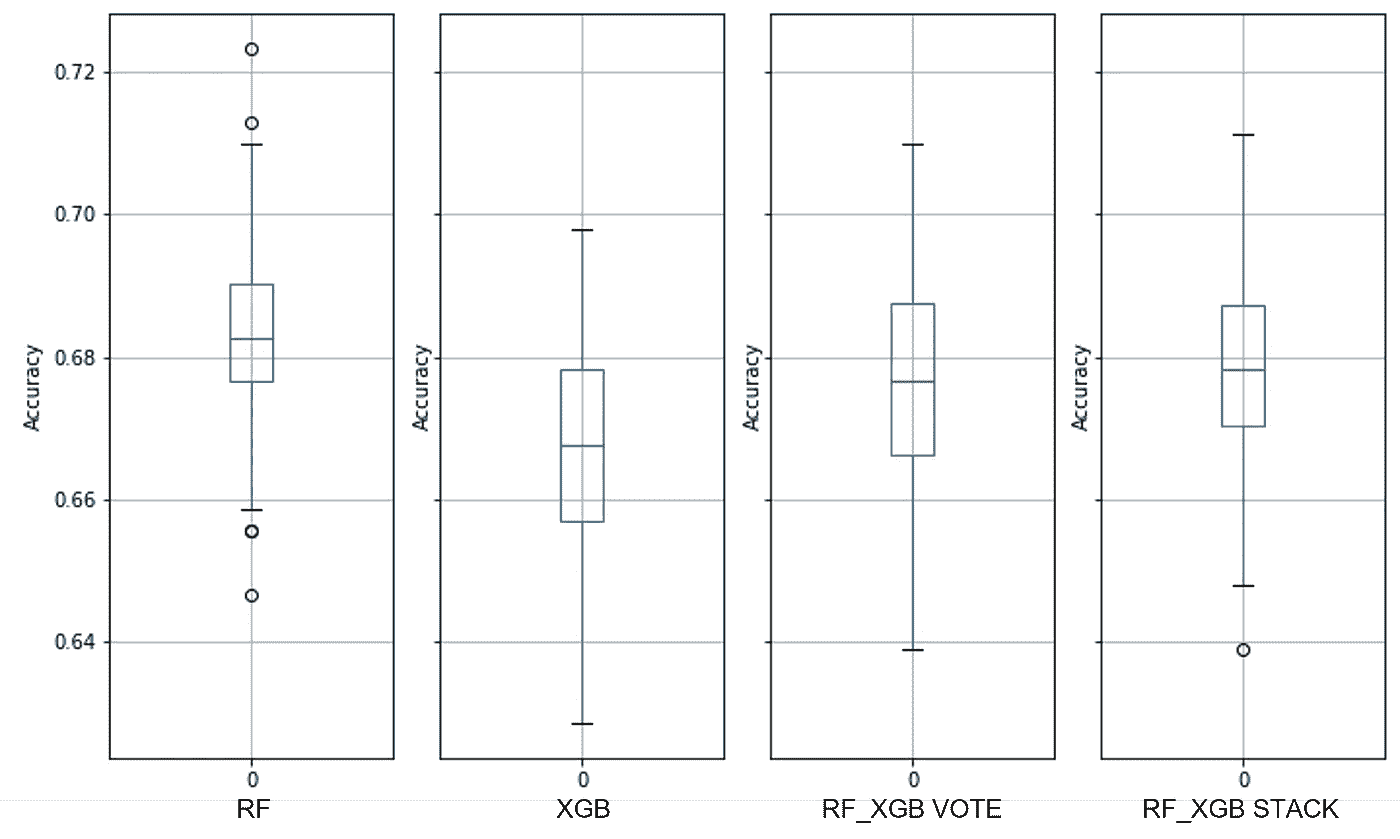 0.72
0.70
0.68
0.66
0.64
Accuracy
Accuracy
Accuracy
Accuracy
0
0
0
0
RF
XGB
RF_XGB VOTE
RF_XGB STACK